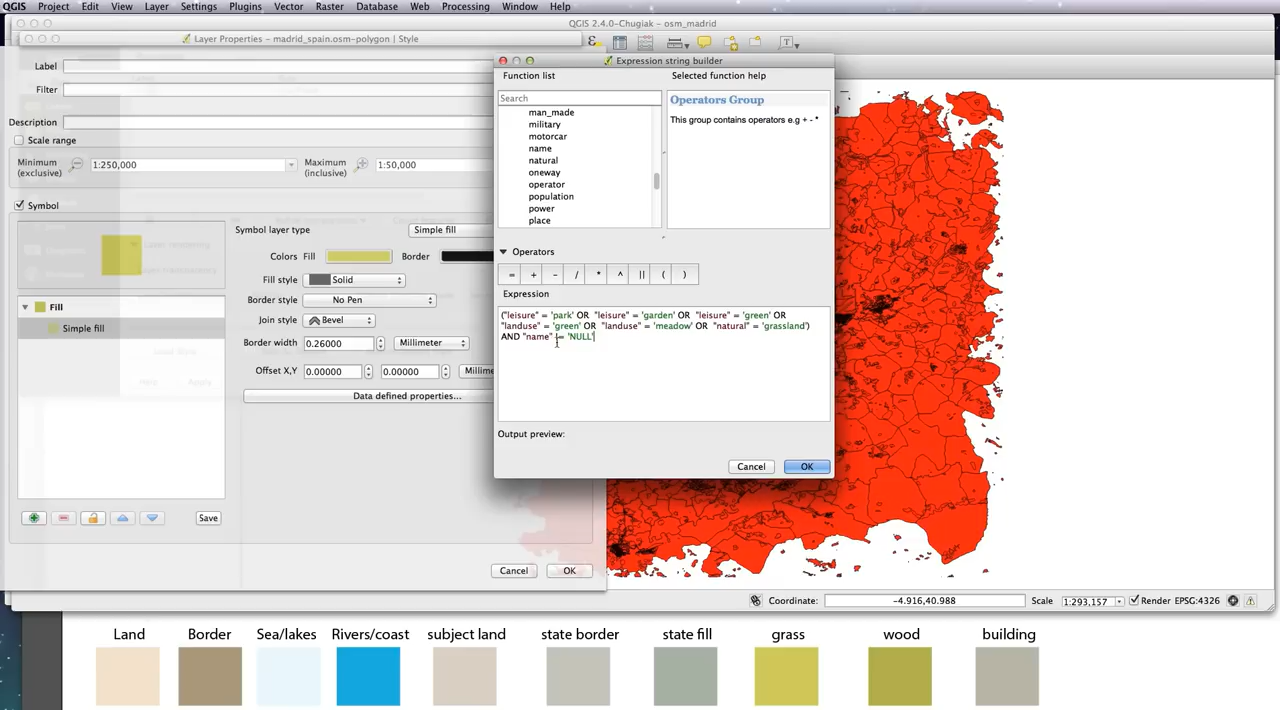 QGIS Project Edit View Layer Settings Plugins Vector Raster Database Web Processing Window Help
QGIS 2.4.0-Chugiak - osm_madrid
Layer Properties - madrid_spain.osm-polygon | Style
Label
Filter
Description
Scale range
Minimum (exclusive)
1:250,000
Maximum (inclusive)
1:50,000
Symbol
Symbol layer type
Simple fill
Colors Fill
Border
Fill style
Solid
Border style
No Pen
Join style
Bevel
Border width
0.26000
Millimeter
Offset X,Y
0.00000
0.00000
Millime
Data defined properties...
Fill
Simple fill
Save
Cancel
OK
Expression string builder
Function list
Selected function help
Search
man_made
military
motorcar
name
natural
oneway
operator
population
power
place
Operators Group
This group contains operators e.g + - *
Operators
= + - / * ^ || ( )
Expression
("leisure" = 'park' OR "leisure" = 'garden' OR "leisure" = 'green' OR
"landuse" = 'green' OR "landuse" = 'meadow' OR "natural" = 'grassland')
AND "name" != 'NULL'
Output preview:
Cancel
OK
Coordinate:
-4.916,40.988
Scale
1:293,157
Render
EPSG:4326
Land Border Sea/lakes Rivers/coast subject land state border state fill grass wood building